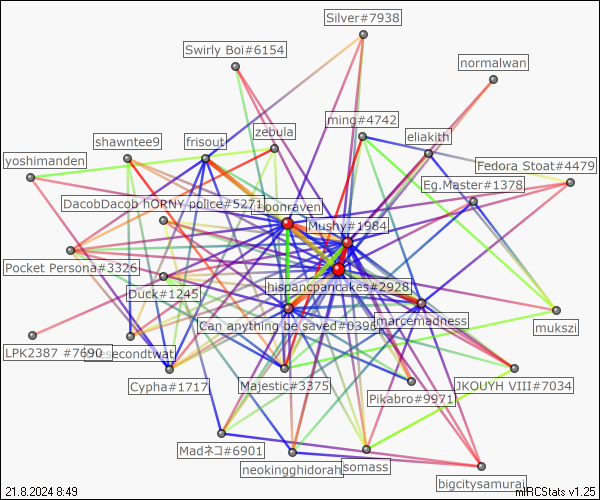 Silver#7938
Swirly Boi#6154
normalwan
ming#4742
zebula
shawntee9
frisout
eliakith
yoshimanden
Fedora Stoat#4479
Eg.Master#1378
DacobDacob
hORNY police#5271
oonraven
Mushy#1984
Pocket Persona#3326
hispancpancakes#2928
Duck#1245
Can anything be saved#0396
marcemadness
mukszi
LPK2387 #7690
secondtwat
Cypha#1717
Majestic#3375
JKOUYH VIII#7034
Pikabro#9971
Madネコ#6901
neokingghidorah
somass
bigcitysamurai
21.8.2024 8:49
mIRCStats v1.25